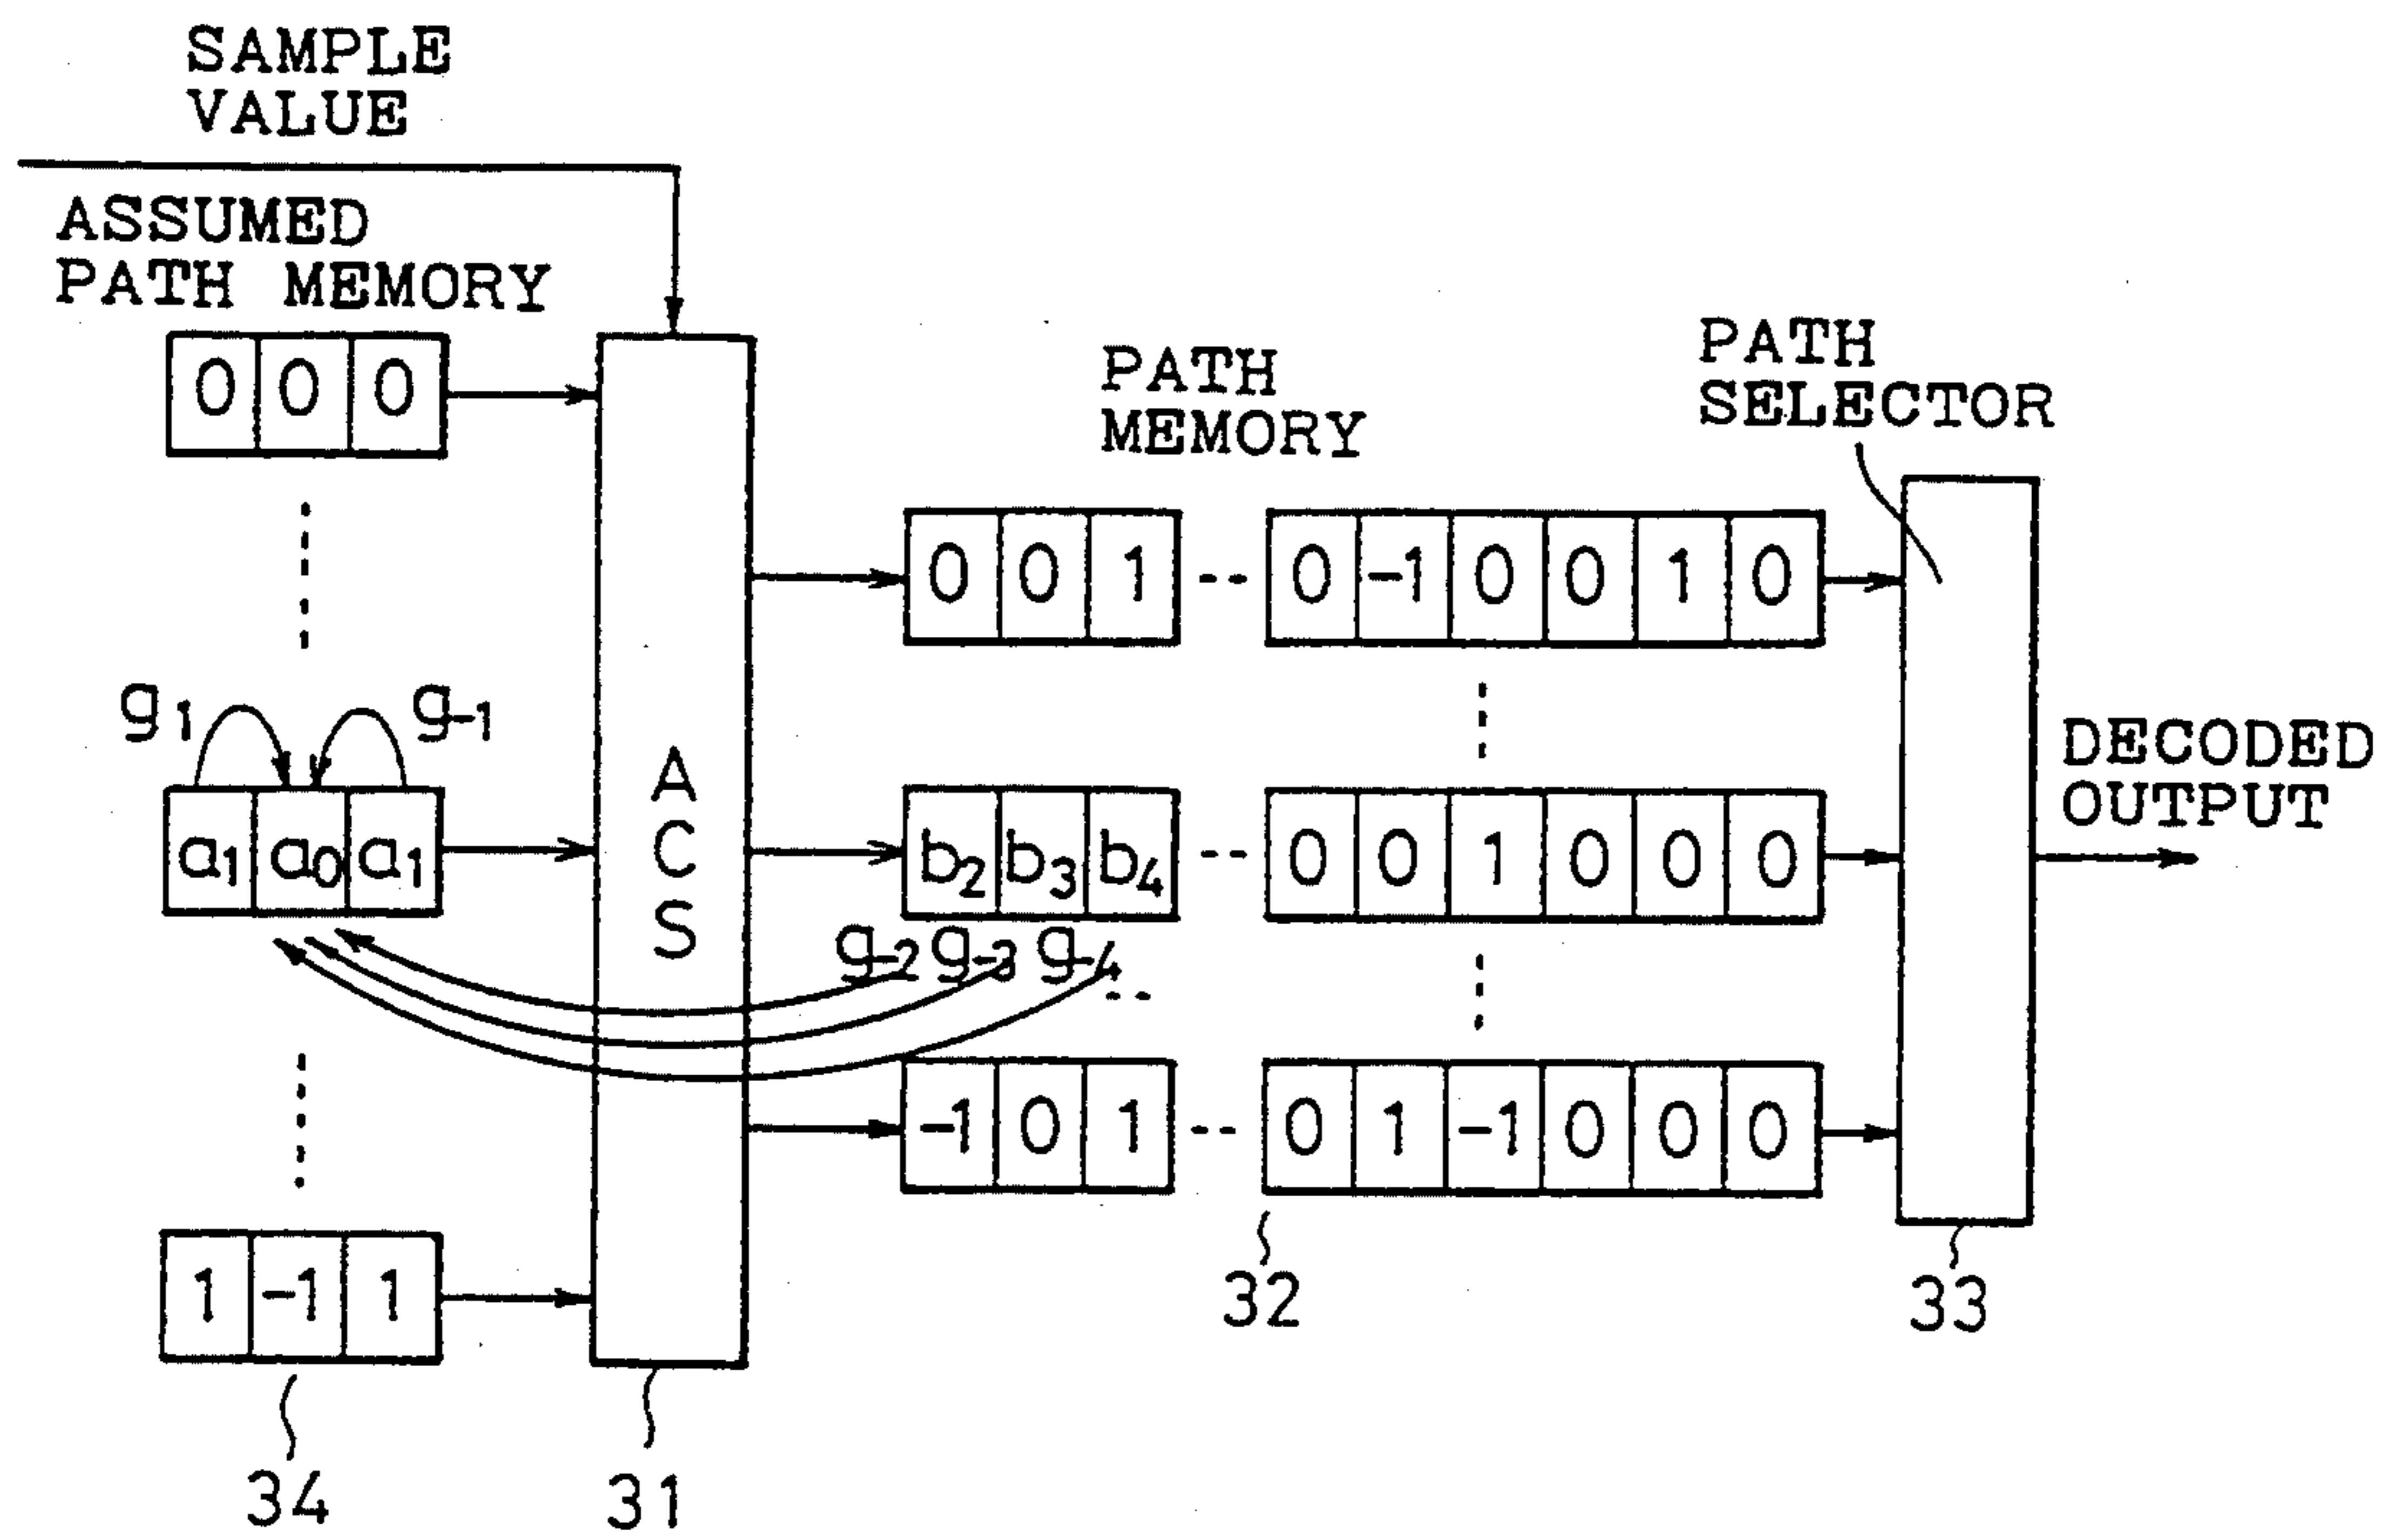 SAMPLE
VALUE
ASSUMED
PATH MEMORY
0 0 0
PATH
MEMORY
PATH
SELECTOR
0 0 1 -- 0 -1 0 0 1 0
g1 g-1
a1 a0 a1
A
C
S
b2 b3 b4 -- 0 0 1 0 0 0
DECODED
OUTPUT
g-2 g-3 g-4 --
-1 0 1 -- 0 1 -1 0 0 0
1 -1 1
32
33
34
31